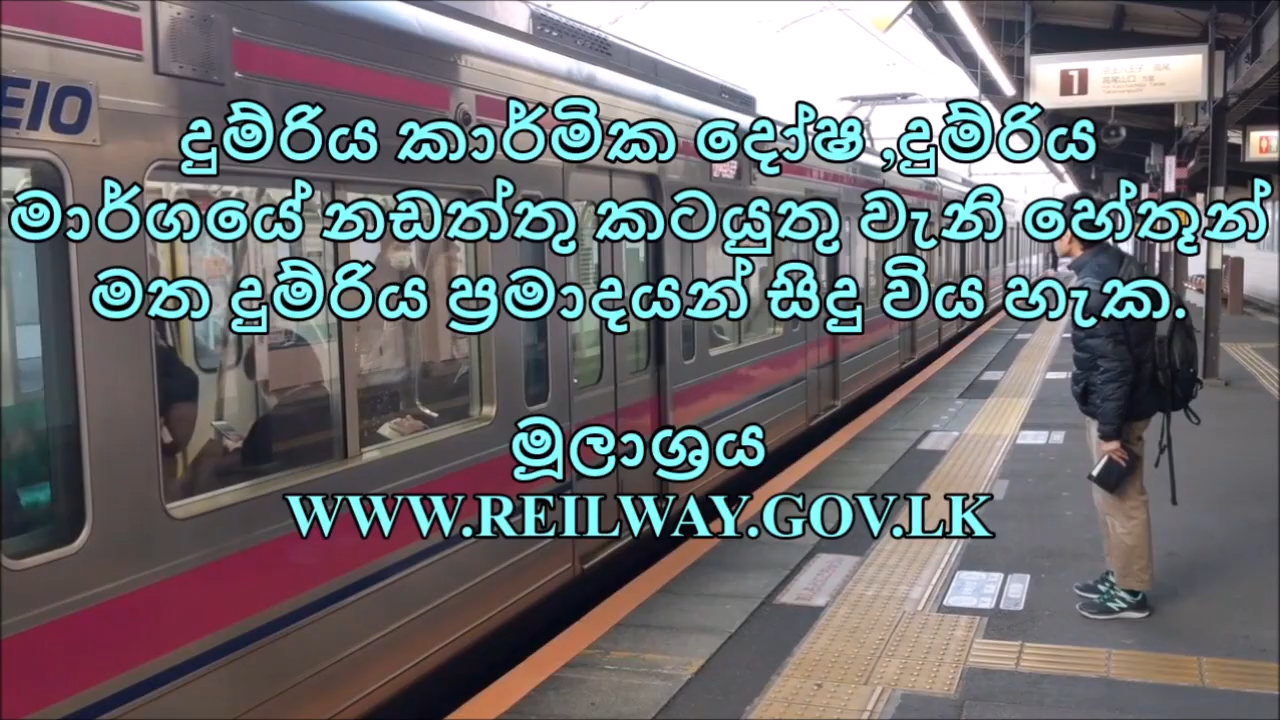 EIO
1
දුම්රිය කාර්මික දෝෂ ,දුම්රිය
මාර්ගයේ නඩත්තු කටයුතු වැනි හේතූන්
මත දුම්රිය ප්‍රමාදයන් සිදු විය හැක.
මූලාශ්‍රය
WWW.REILWAY.GOV.LK